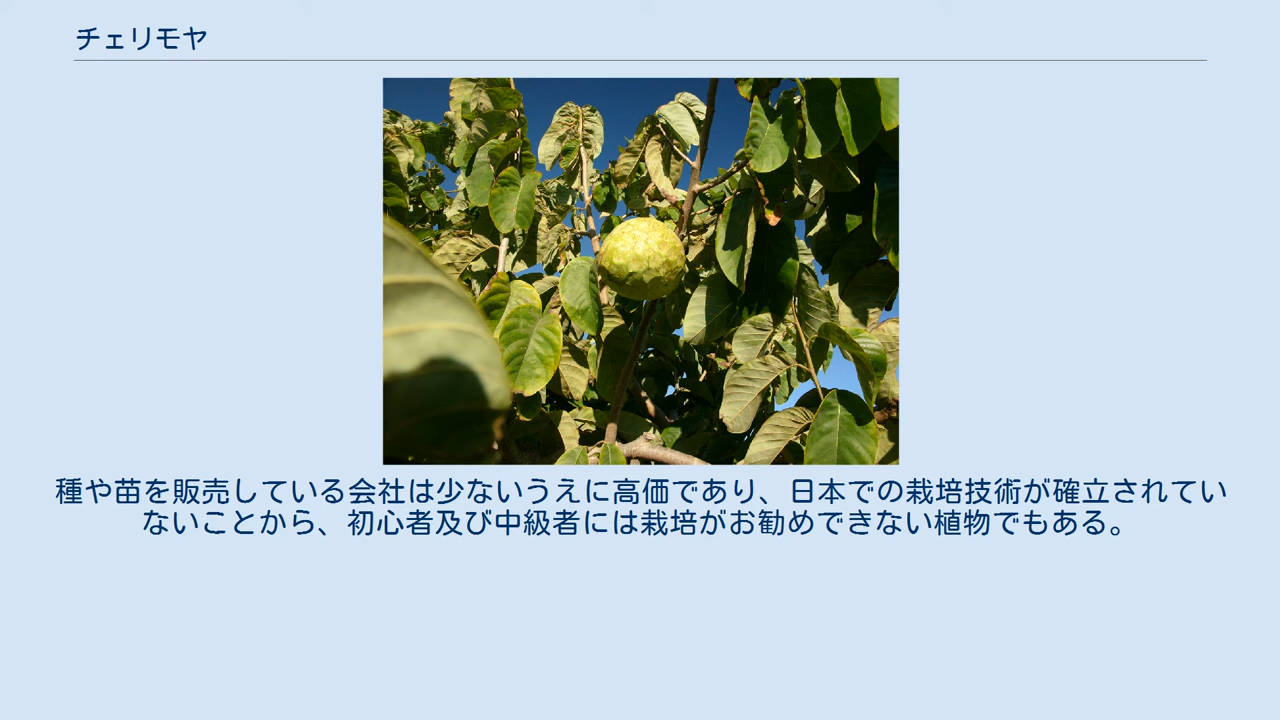 チェリモヤ
種や苗を販売している会社は少ないうえに高価であり、日本での栽培技術が確立されてい
ないことから、初心者及び中級者には栽培がお勧めできない植物でもある。